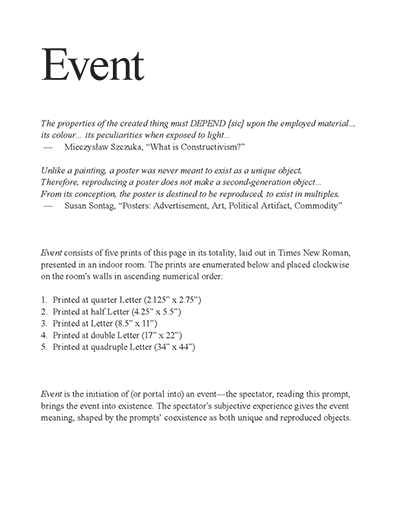 Event
The properties of the created thing must DEPEND [sic] upon the employed material...,
its colour... its peculiarities when exposed to light...
— Mieczysław Szczuka, “What is Constructivism?”
Unlike a painting, a poster was never meant to exist as a unique object.
Therefore, reproducing a poster does not make a second-generation object...
From its conception, the poster is destined to be reproduced, to exist in multiples.
— Susan Sontag, “Posters: Advertisement, Art, Political Artifact, Commodity”
Event consists of five prints of this page in its totality, laid out in Times New Roman,
presented in an indoor room. The prints are enumerated below and placed clockwise
on the room's walls in ascending numerical order:
1. Printed at quarter Letter (2.125” x 2.75”)
2. Printed at half Letter (4.25” x 5.5”)
3. Printed at Letter (8.5” x 11”)
4. Printed at double Letter (17” x 22”)
5. Printed at quadruple Letter (34” x 44”)
Event is the initiation of (or portal into) an event—the spectator, reading this prompt,
brings the event into existence. The spectator's subjective experience gives the event
meaning, shaped by the prompts' coexistence as both unique and reproduced objects.